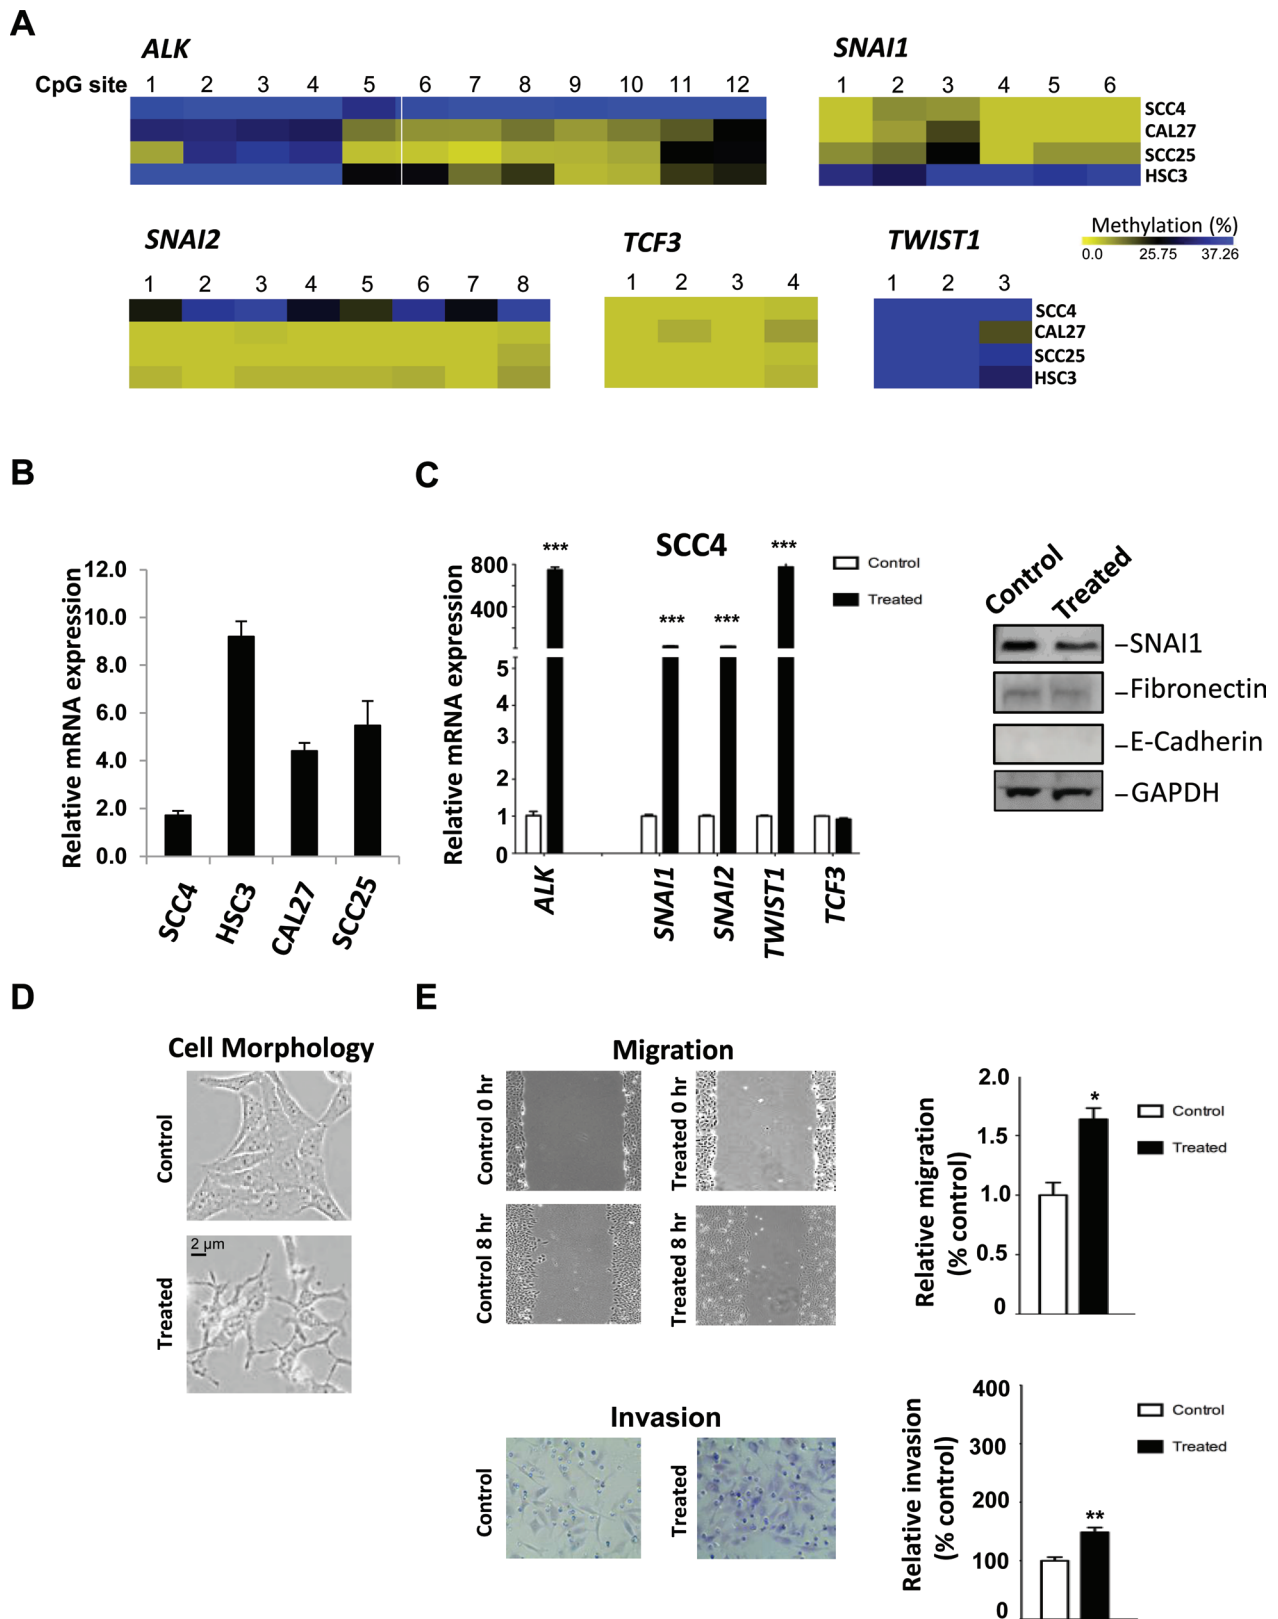 A
ALK
SNAI1
CpG site 1 2 3 4 5 6 7 8 9 10 11 12
1 2 3 4 5 6
SCC4
CAL27
SCC25
HSC3
SNAI2
TCF3
TWIST1
Methylation (%)
0.0 25.75 37.26
1 2 3 4 5 6 7 8
1 2 3 4
1 2 3
SCC4
CAL27
SCC25
HSC3
B
Relative mRNA expression
12.0
10.0
8.0
6.0
4.0
2.0
0.0
SCC4
HSC3
CAL27
SCC25
C
SCC4
Relative mRNA expression
800
400
5
4
3
2
1
0
***
***
***
***
ALK
SNAI1
SNAI2
TWIST1
TCF3
Control
Treated
Control
Treated
–SNAI1
–Fibronectin
–E-Cadherin
–GAPDH
D
Cell Morphology
Control
Treated
2 µm
E
Migration
Control 0 hr
Treated 0 hr
Control 8 hr
Treated 8 hr
Relative migration
(% control)
2.0
1.5
1.0
0.5
0
*
Control
Treated
Invasion
Control
Treated
Relative invasion
(% control)
400
300
200
100
0
**
Control
Treated